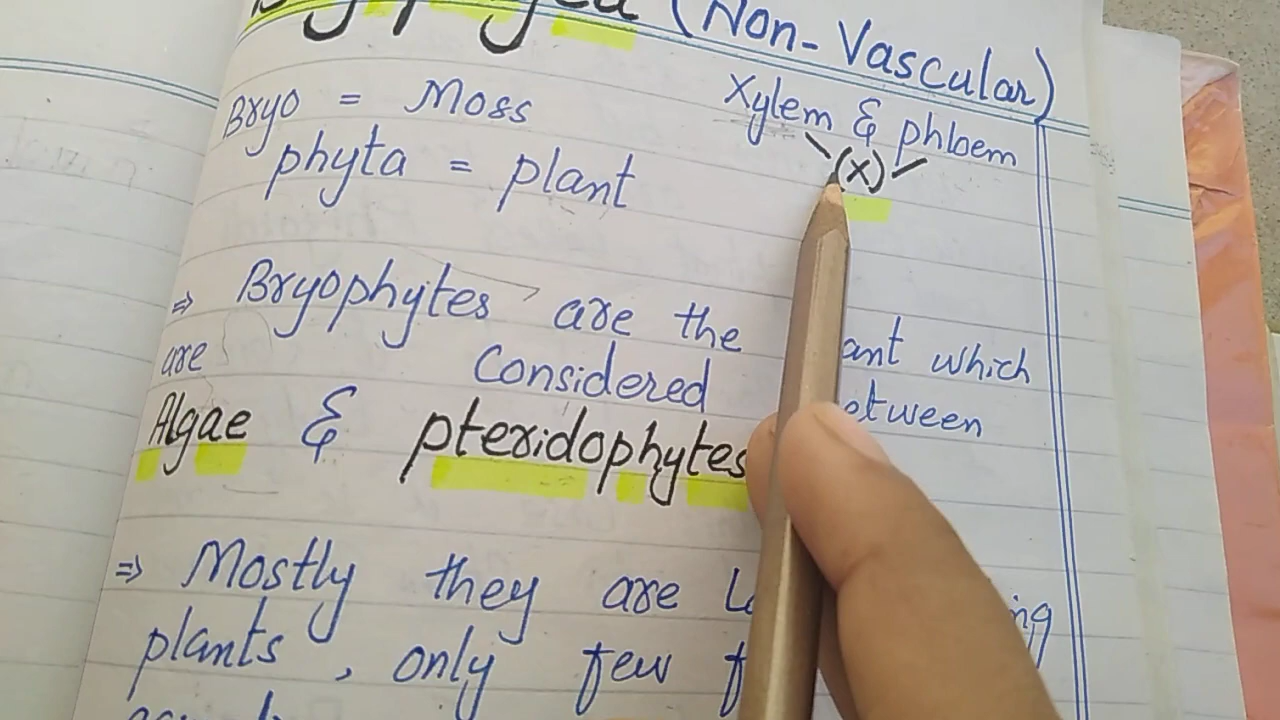 (Non-Vascular)
Bryo = Moss
Xylem & phloem
(x)
phyta = plant
⇒ Bryophytes are the ant which
are Considered etween
Algae & pteridophytes
⇒ Mostly they are ing
plants, only few